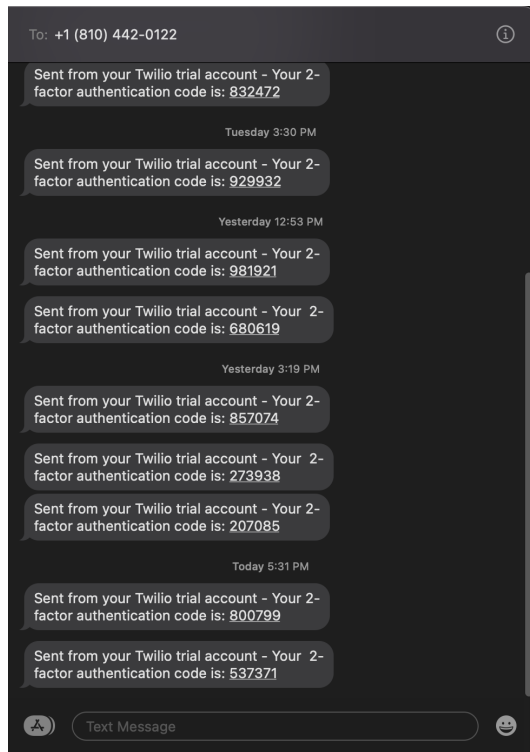 To: +1 (810) 442-0122
Sent from your Twilio trial account - Your 2-
factor authentication code is: 832472
Tuesday 3:30 PM
Sent from your Twilio trial account - Your 2-
factor authentication code is: 929932
Yesterday 12:53 PM
Sent from your Twilio trial account - Your 2-
factor authentication code is: 981921
Sent from your Twilio trial account - Your  2-
factor authentication code is: 680619
Yesterday 3:19 PM
Sent from your Twilio trial account - Your 2-
factor authentication code is: 857074
Sent from your Twilio trial account - Your  2-
factor authentication code is: 273938
Sent from your Twilio trial account - Your 2-
factor authentication code is: 207085
Today 5:31 PM
Sent from your Twilio trial account - Your 2-
factor authentication code is: 800799
Sent from your Twilio trial account - Your  2-
factor authentication code is: 537371
Text Message